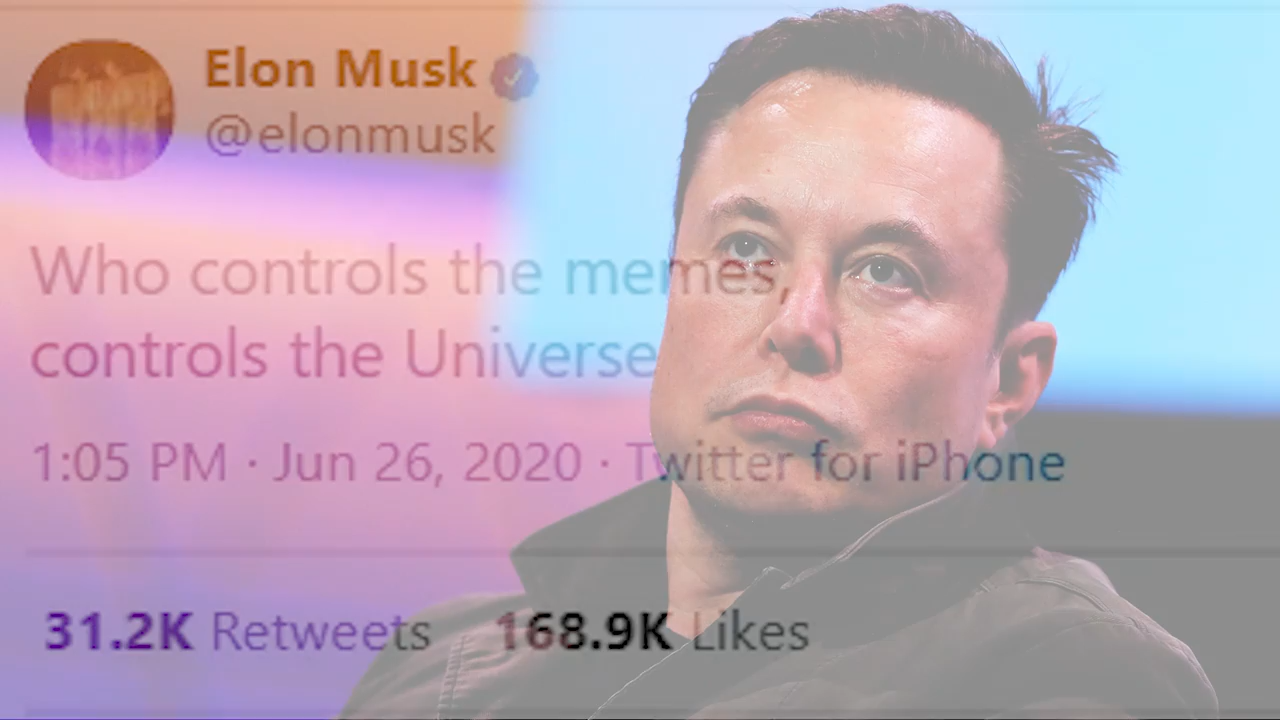 Elon Musk
@elonmusk
Who controls the memes,
controls the Universe
1:05 PM · Jun 26, 2020 · Twitter for iPhone
31.2K Retweets 168.9K Likes